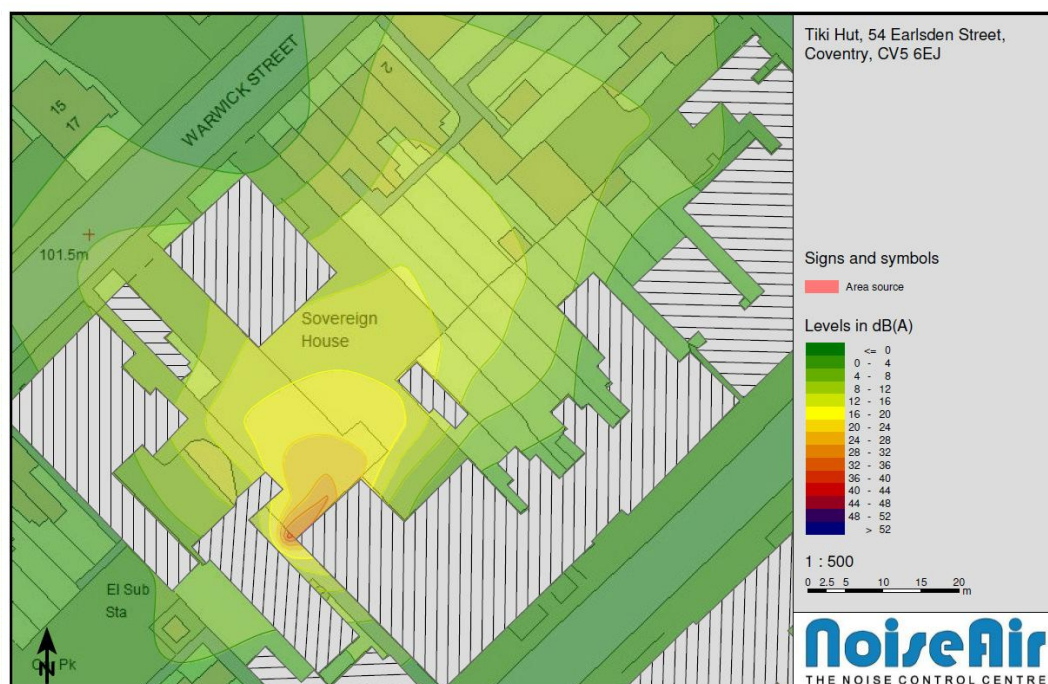 Tiki Hut, 54 Earlsden Street,
Coventry, CV5 6EJ
WARWICK STREET
2
15
17
101.5m
Sovereign
House
El Sub
Sta
Pk
N
Signs and symbols
Area source
Levels in dB(A)
<= 0
0 - 4
4 - 8
8 - 12
12 - 16
16 - 20
20 - 24
24 - 28
28 - 32
32 - 36
36 - 40
40 - 44
44 - 48
48 - 52
> 52
1 : 500
0 2.5 5 10 15 20
m
NoiseAir
THE NOISE CONTROL CENTRE